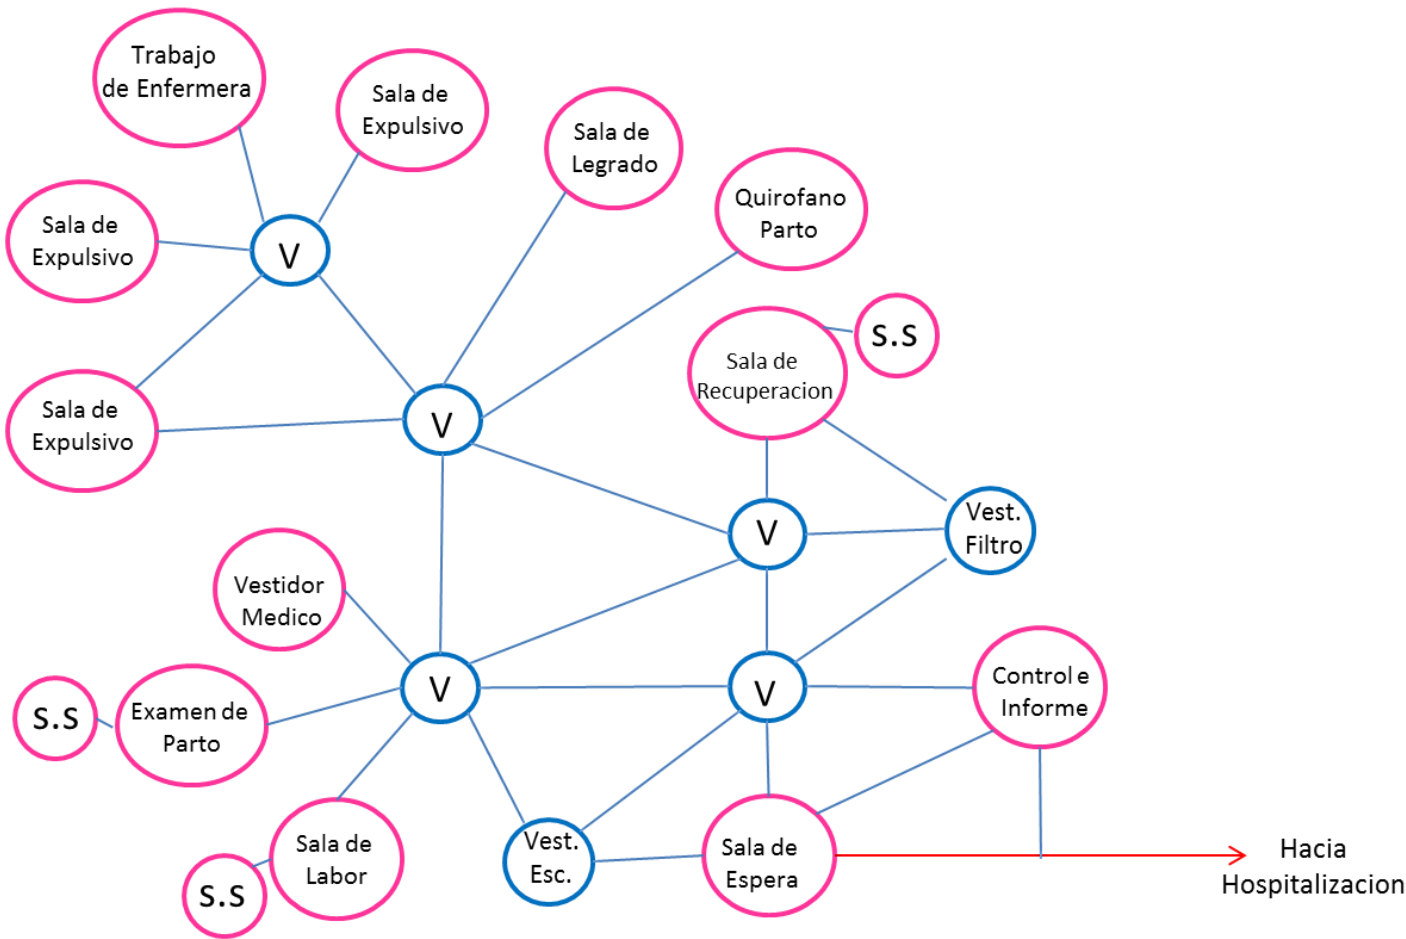 Trabajo
de Enfermera
Sala de
Expulsivo
Sala de
Legrado
Quirofano
Parto
Sala de
Expulsivo
V
S.S
Sala de
Recuperacion
Sala de
Expulsivo
V
Vest.
Filtro
V
Vestidor
Medico
Control e
Informe
V
V
S.S
Examen de
Parto
Sala de
Labor
Vest.
Esc.
Sala de
Espera
Hacia
Hospitalizacion
S.S